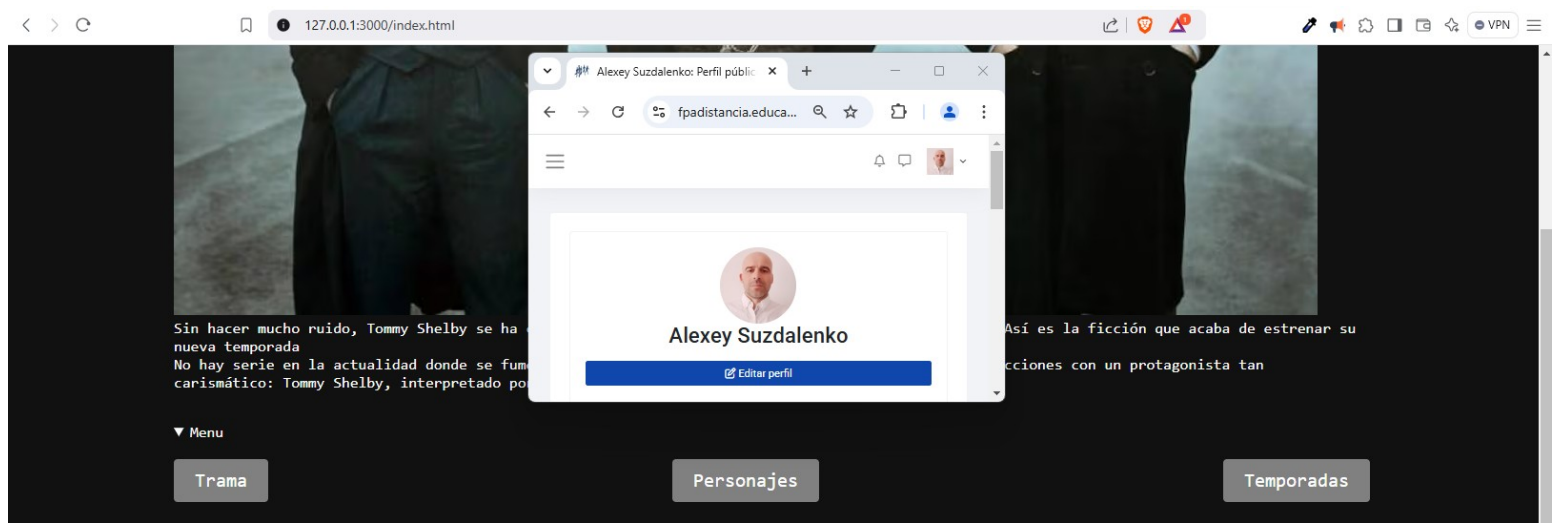 127.0.0.1:3000/index.html
VPN
Alexey Suzdalenko: Perfil públic
fpadistancia.educa...
Alexey Suzdalenko
Editar perfil
Sin hacer mucho ruido, Tommy Shelby se ha
Así es la ficción que acaba de estrenar su
nueva temporada
No hay serie en la actualidad donde se fum
cciones con un protagonista tan
carismático: Tommy Shelby, interpretado po
▼ Menu
Trama
Personajes
Temporadas